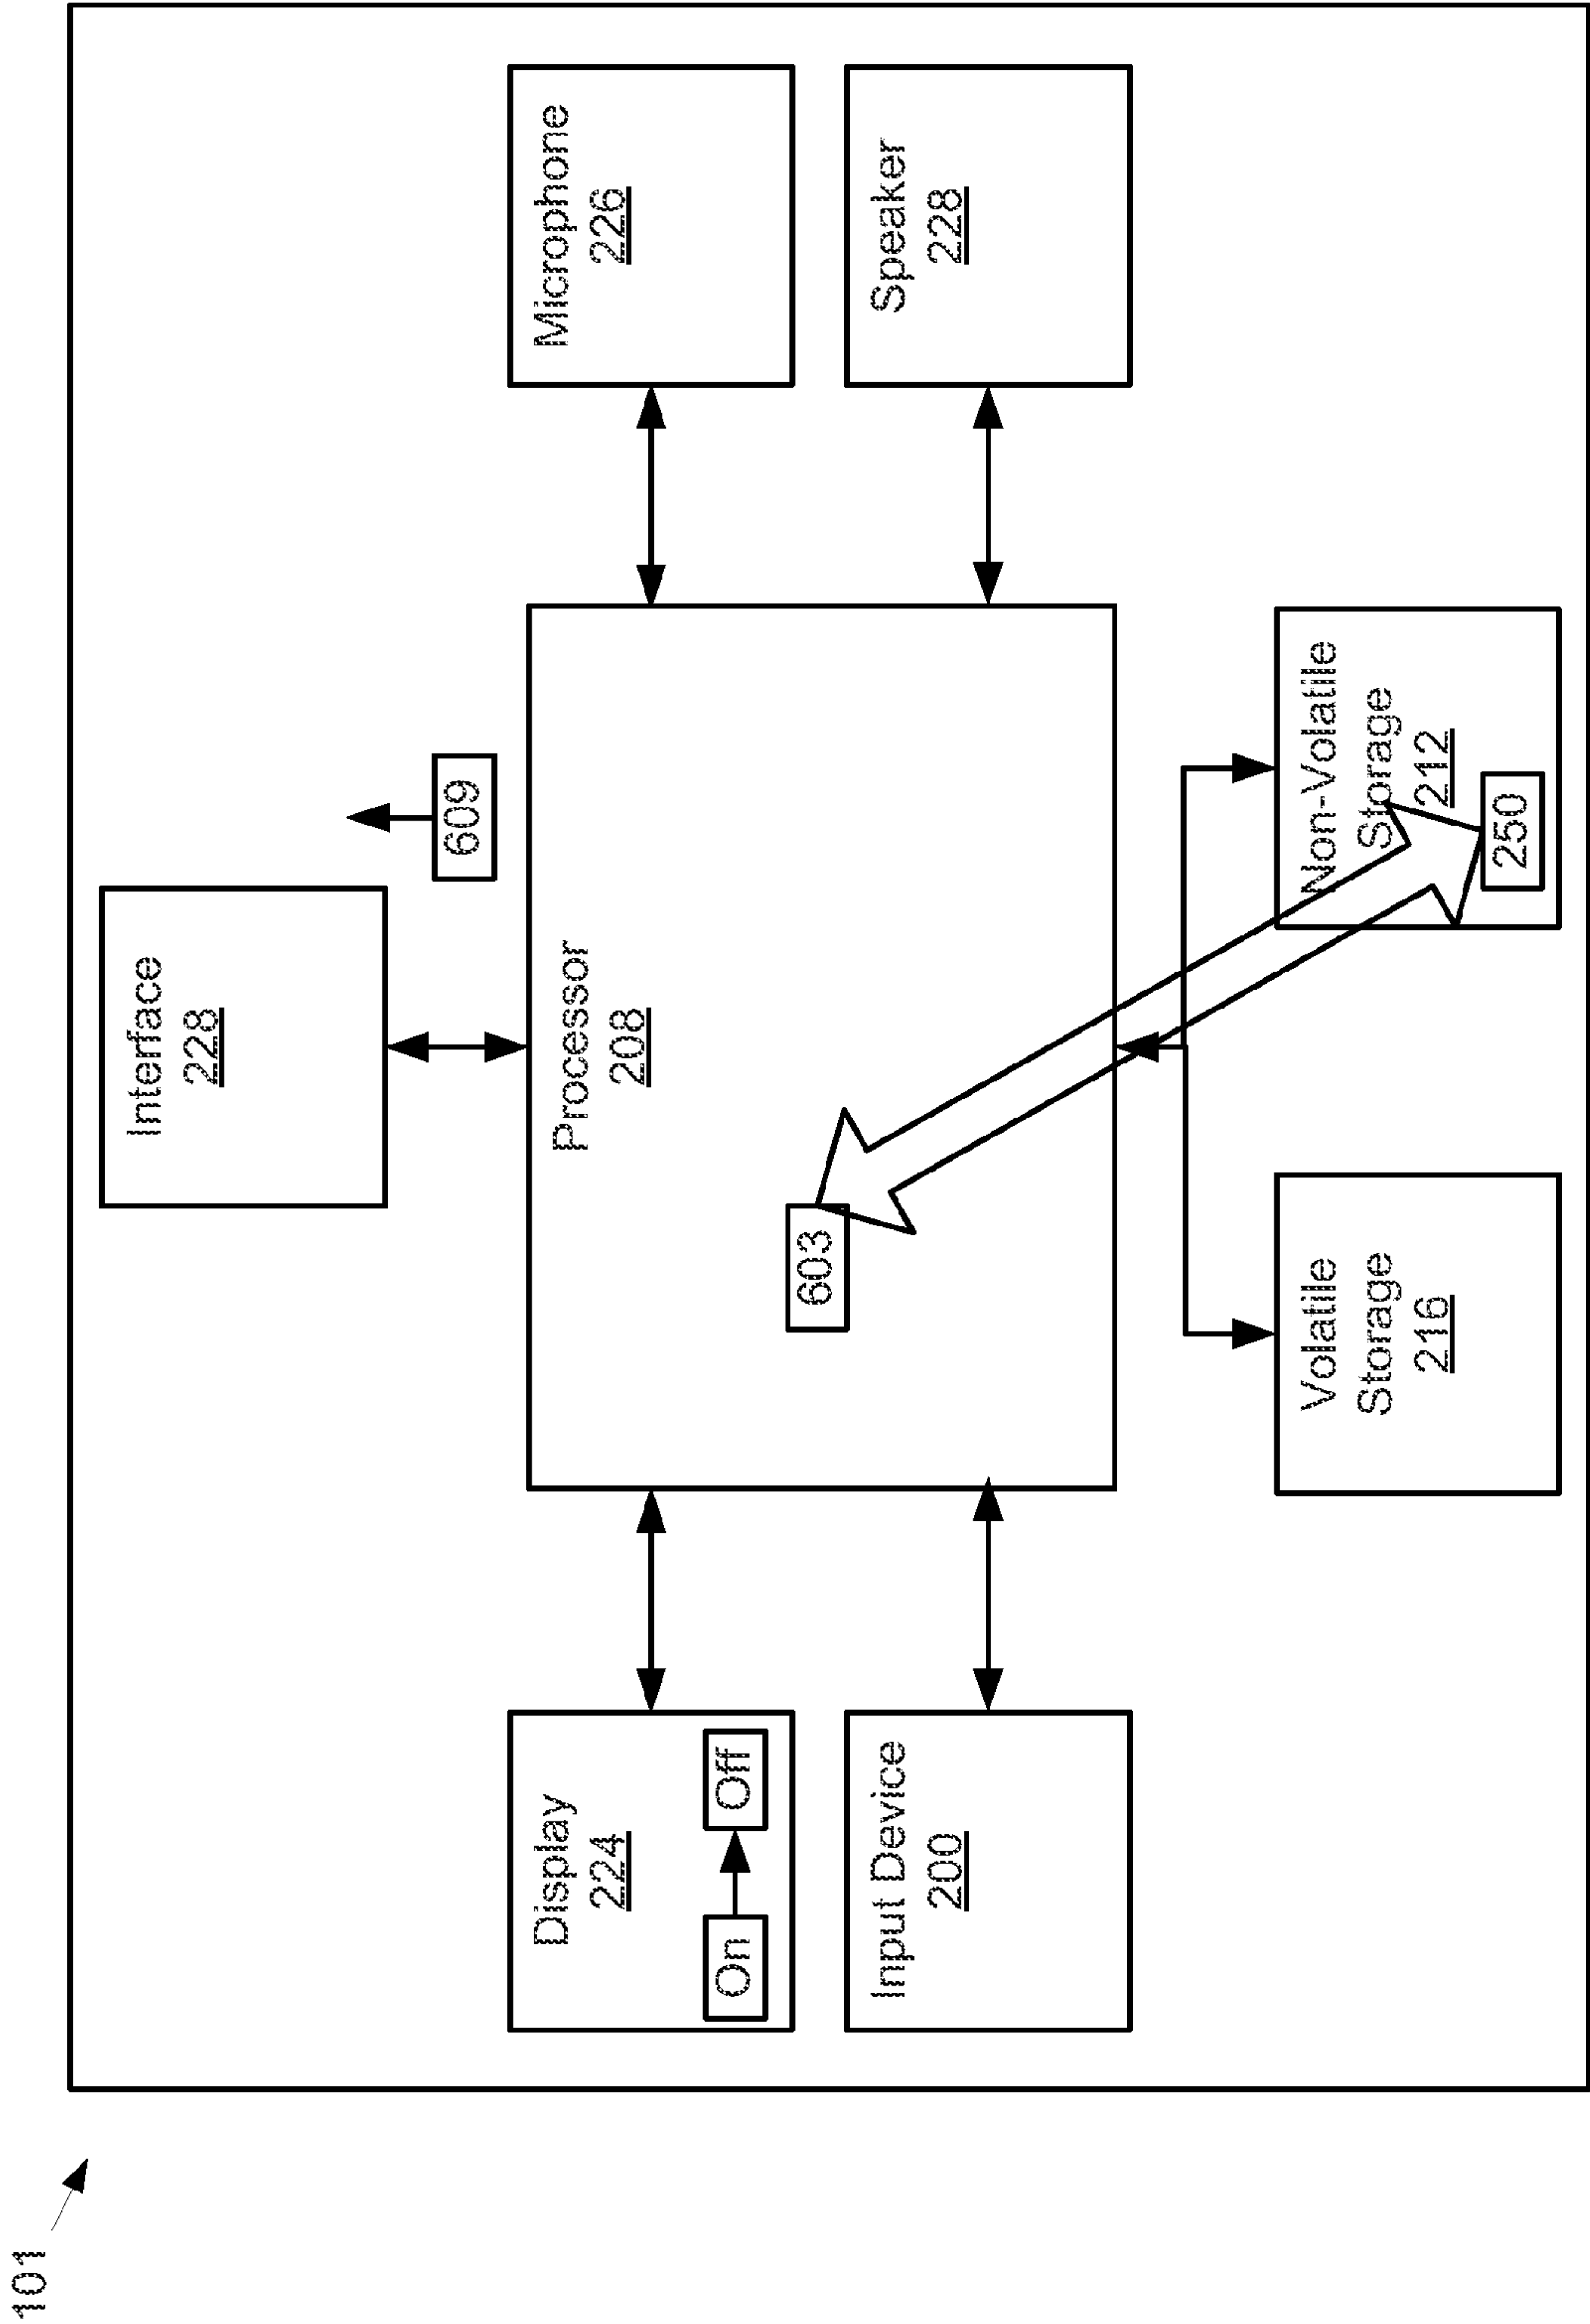 101
Interface
228
609
Display
224
On
Off
Processor
208
Microphone
226
Input Device
200
603
Speaker
228
Volatile
Storage
216
Non-Volatile
Storage
212
250